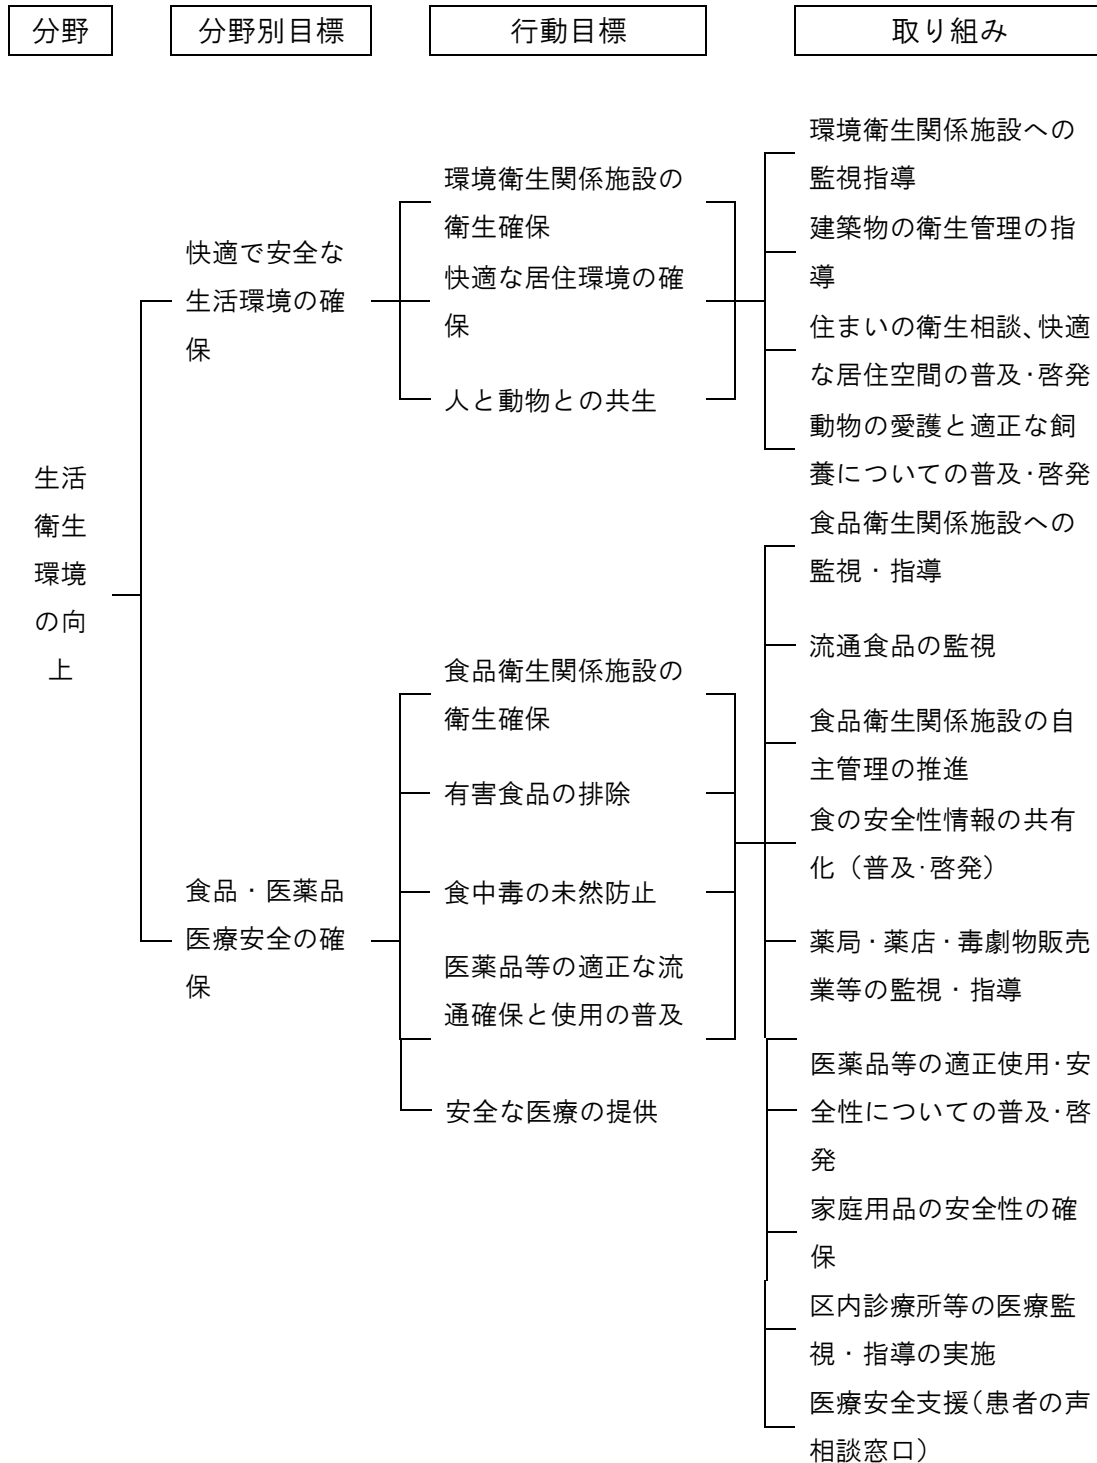 分野
分野別目標
行動目標
取り組み
生活
衛生
環境
の向
上
快適で安全な
生活環境の確
保
環境衛生関係施設の
衛生確保
快適な居住環境の確
保
人と動物との共生
環境衛生関係施設への
監視指導
建築物の衛生管理の指
導
住まいの衛生相談、快適
な居住空間の普及・啓発
動物の愛護と適正な飼
養についての普及・啓発
食品・医薬品
医療安全の確
保
食品衛生関係施設の
衛生確保
有害食品の排除
食中毒の未然防止
医薬品等の適正な流
通確保と使用の普及
安全な医療の提供
食品衛生関係施設への
監視・指導
流通食品の監視
食品衛生関係施設の自
主管理の推進
食の安全性情報の共有
化（普及・啓発）
薬局・薬店・毒劇物販売
業等の監視・指導
医薬品等の適正使用・安
全性についての普及・啓
発
家庭用品の安全性の確
保
区内診療所等の医療監
視・指導の実施
医療安全支援（患者の声
相談窓口）